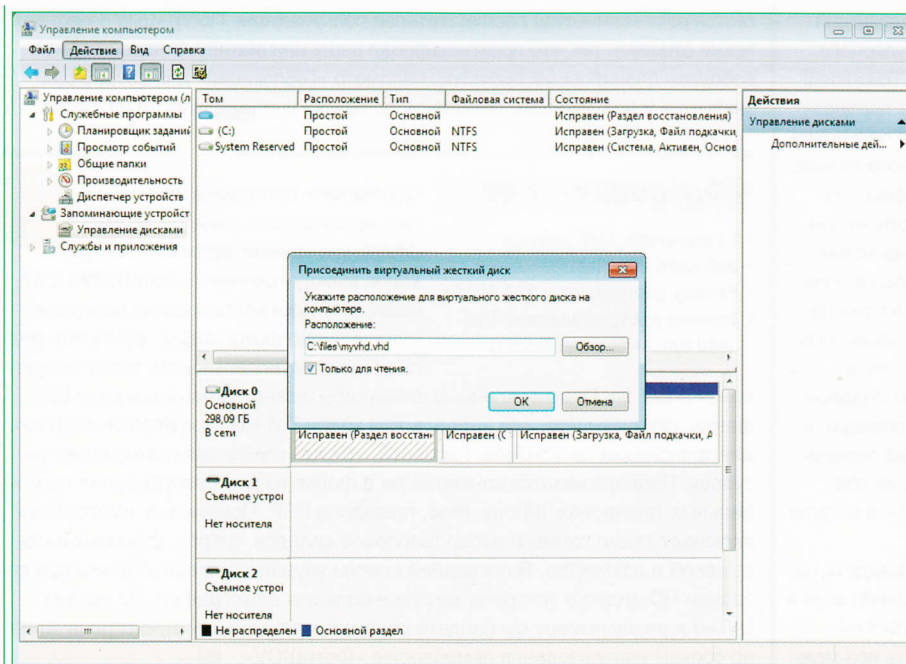 Управление компьютером
Файл Действие Вид Справка
Управление компьютером (л
Служебные программы
Планировщик заданий
Просмотр событий
Общие папки
Производительность
Диспетчер устройств
Запоминающие устройст
Управление дисками
Службы и приложения
Том Расположение Тип Файловая система Состояние
Простой Основной Исправен (Раздел восстановления)
(C:) Простой Основной NTFS Исправен (Загрузка, Файл подкачки,
System Reserved Простой Основной NTFS Исправен (Система, Активен, Основ
Действия
Управление дисками
Дополнительные дей...
Присоединить виртуальный жесткий диск
Укажите расположение для виртуального жесткого диска на
компьютере.
Расположение:
C:\files\myvhd.vhd Обзор...
Только для чтения.
ОК Отмена
Диск 0
Основной
298,09 ГБ
В сети
Исправен (Раздел восстан Исправен (С Исправен (Загрузка, Файл подкачки, А
Диск 1
Съемное устрої
Нет носителя
Диск 2
Съемное устрої
Нет носителя
Не распределен Основной раздел